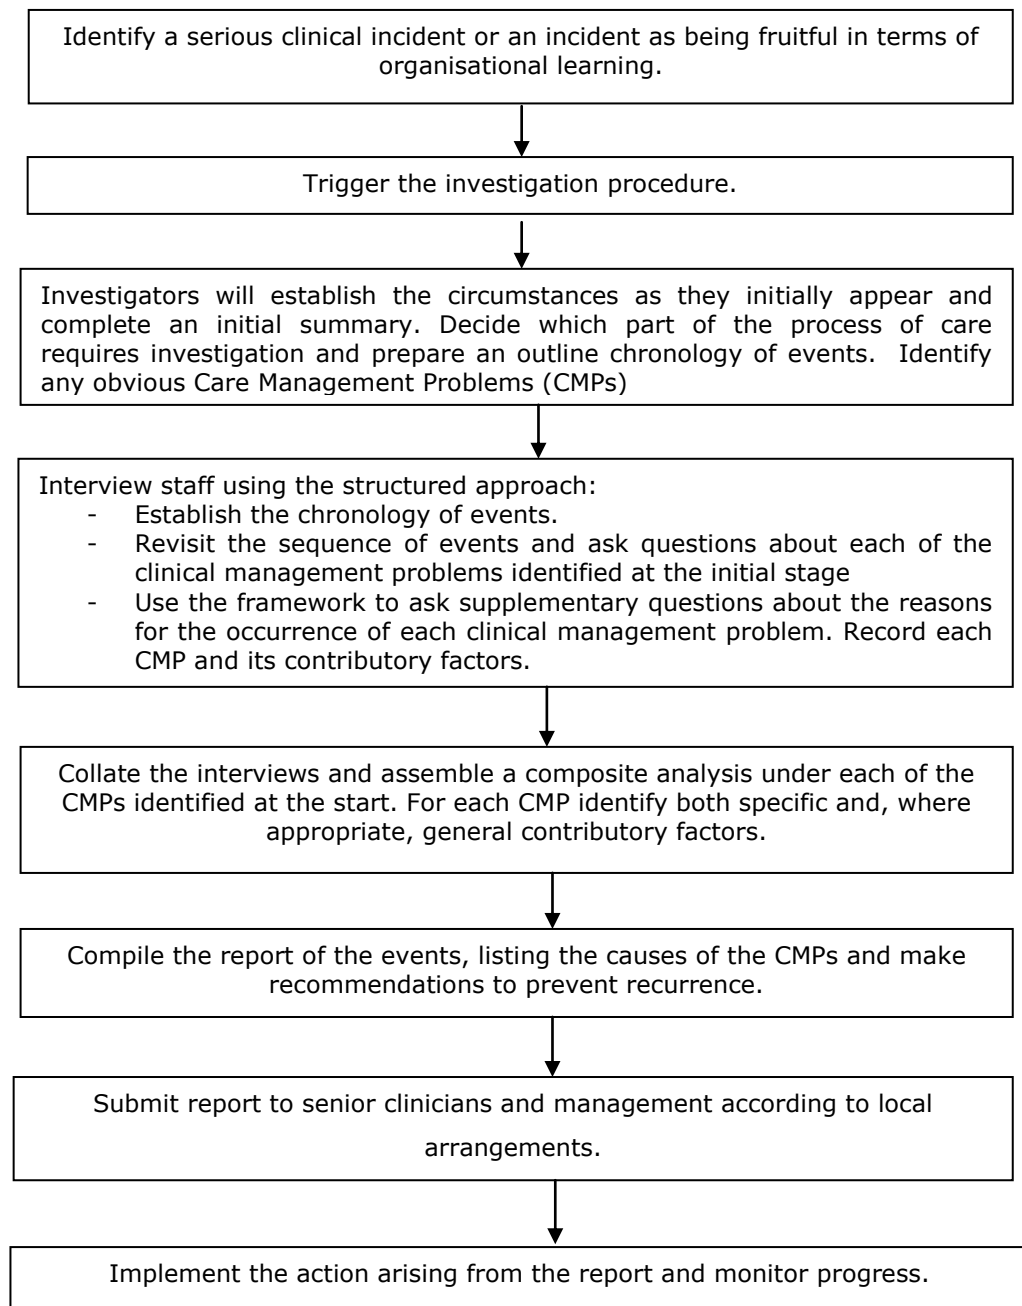 Identify a serious clinical incident or an incident as being fruitful in terms of
organisational learning.
Trigger the investigation procedure.
Investigators will establish the circumstances as they initially appear and
complete an initial summary. Decide which part of the process of care
requires investigation and prepare an outline chronology of events. Identify
any obvious Care Management Problems (CMPs)
Interview staff using the structured approach:
- Establish the chronology of events.
- Revisit the sequence of events and ask questions about each of the
clinical management problems identified at the initial stage
- Use the framework to ask supplementary questions about the reasons
for the occurrence of each clinical management problem. Record each
CMP and its contributory factors.
Collate the interviews and assemble a composite analysis under each of the
CMPs identified at the start. For each CMP identify both specific and, where
appropriate, general contributory factors.
Compile the report of the events, listing the causes of the CMPs and make
recommendations to prevent recurrence.
Submit report to senior clinicians and management according to local
arrangements.
Implement the action arising from the report and monitor progress.